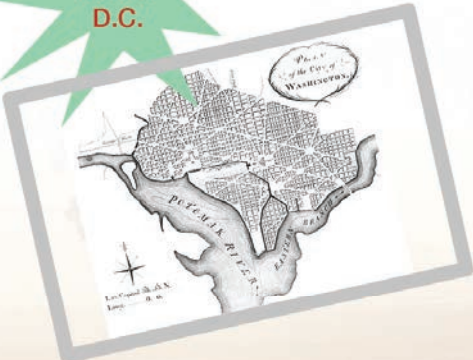 D.C.
PLAN
of the City of
WASHINGTON.
POTOMAK RIVER
EASTERN BRANCH
N.